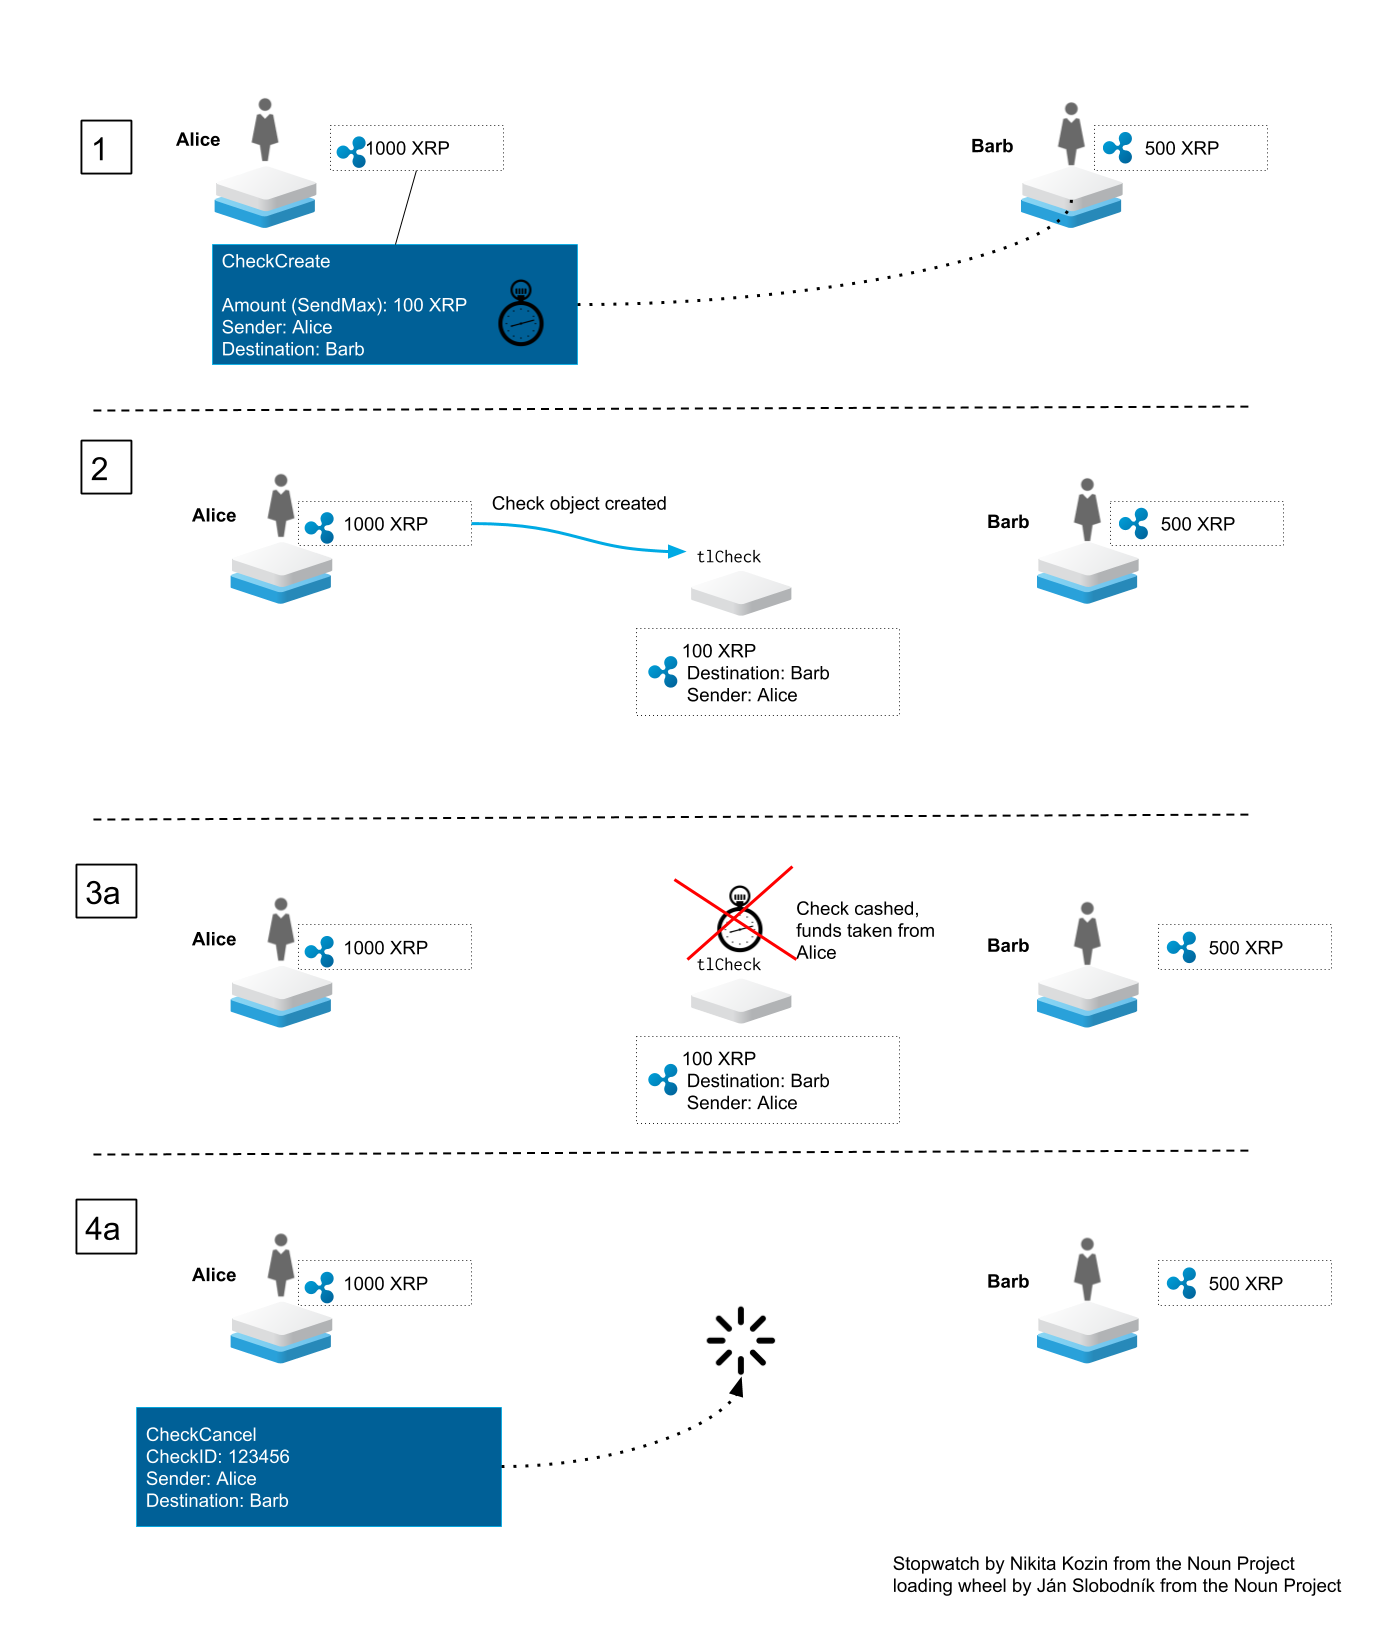 1
Alice
1000 XRP
Barb
500 XRP
CheckCreate
Amount (SendMax): 100 XRP
Sender: Alice
Destination: Barb
2
Alice
1000 XRP
Check object created
tlCheck
100 XRP
Destination: Barb
Sender: Alice
Barb
500 XRP
3a
Alice
1000 XRP
Check cashed,
funds taken from
Alice
tlCheck
100 XRP
Destination: Barb
Sender: Alice
Barb
500 XRP
4a
Alice
1000 XRP
Barb
500 XRP
CheckCancel
CheckID: 123456
Sender: Alice
Destination: Barb
Stopwatch by Nikita Kozin from the Noun Project
loading wheel by Ján Slobodník from the Noun Project